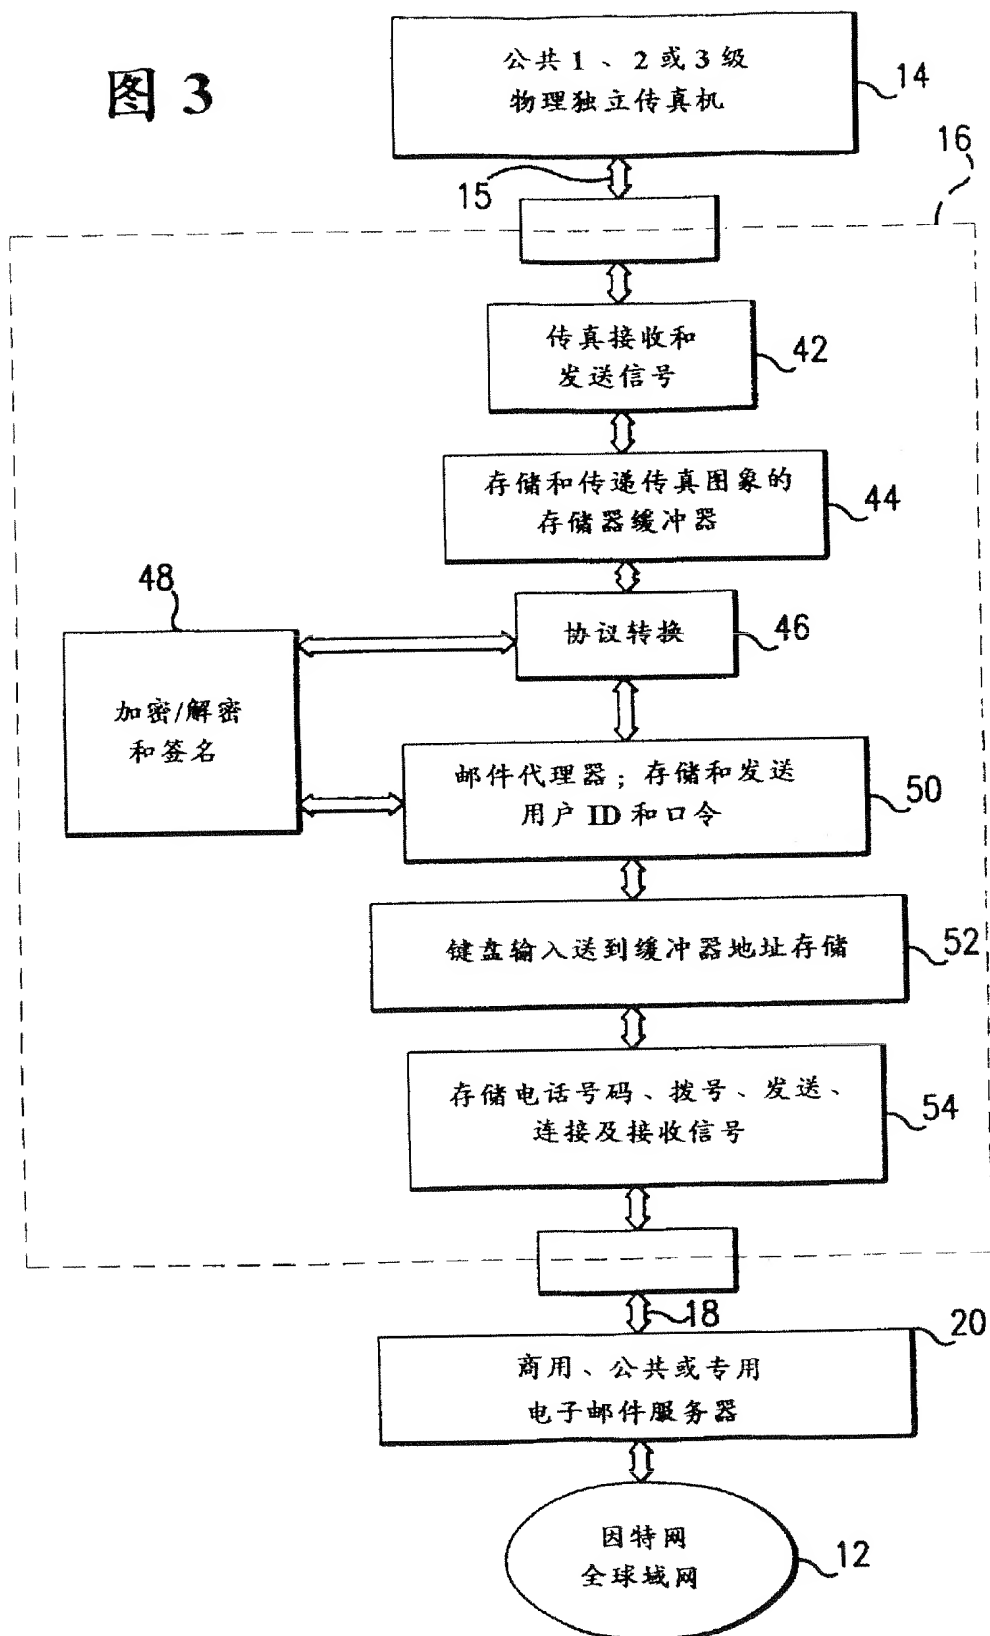 图 3
公共 1 、 2 或 3 级
物理独立传真机
14
15
16
传真接收和
发送信号
42
存储和传递传真图象的
存储器缓冲器
44
48
协议转换
46
加密/解密
和签名
邮件代理器；存储和发送
用户 ID 和口令
50
键盘输入送到缓冲器地址存储
52
存储电话号码、拨号、发送、
连接及接收信号
54
18
20
商用、公共或专用
电子邮件服务器
因特网
全球域网
12